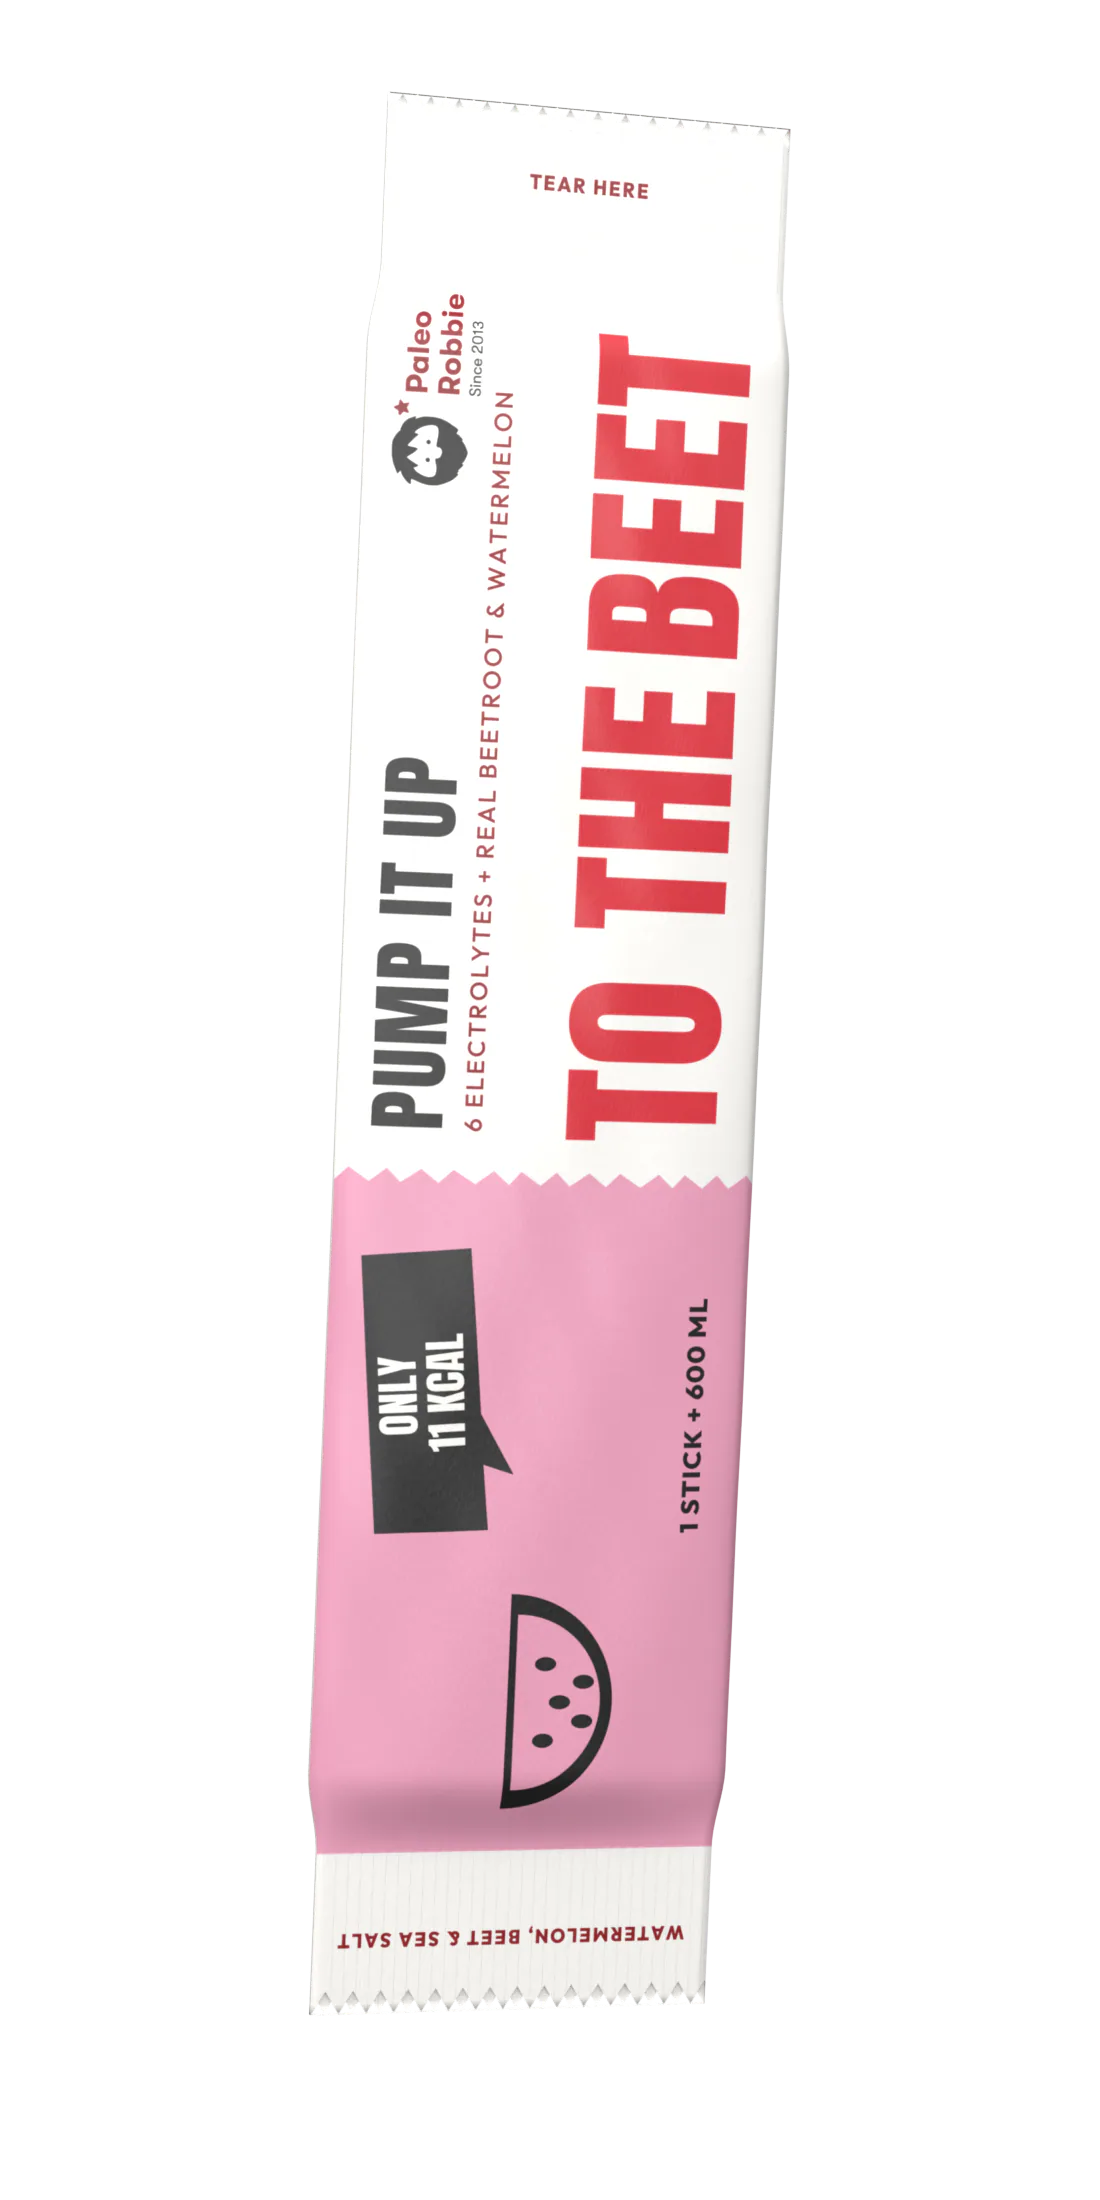 TEAR HERE
Paleo
Robbie
Since 2013
PUMP IT UP
6 ELECTROLYTES + REAL BEETROOT & WATERMELON
TO THE BEET
ONLY
11 KCAL
1 STICK + 600 ML
WATERMELON, BEET & SEA SALT